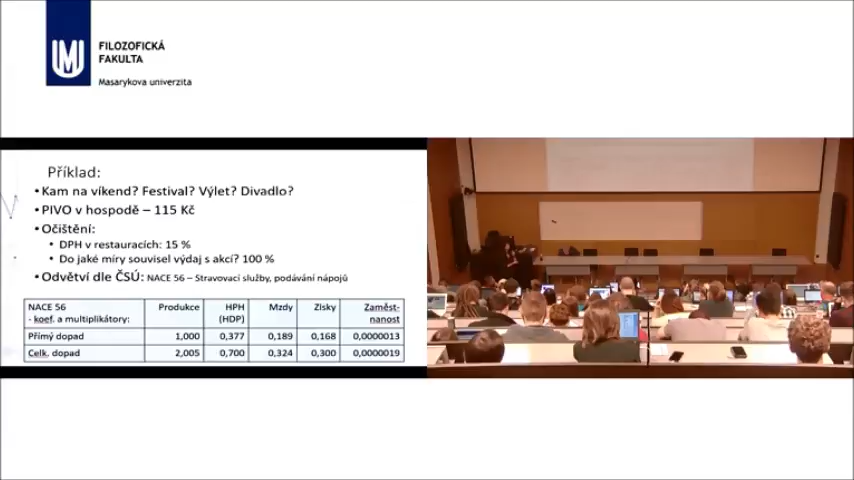 FILOZOFICKÁ
FAKULTA
Masarykova univerzita
Příklad:
• Kam na víkend? Festival? Výlet? Divadlo?
• PIVO v hospodě – 115 Kč
• Očištění:
• DPH v restauracích: 15 %
• Do jaké míry souvisel výdaj s akcí? 100 %
• Odvětví dle ČSÚ: NACE 56 – Stravovací služby, podávání nápojů
NACE 56 - koef. a multiplikátory: Produkce HPH (HDP) Mzdy Zisky Zaměst-nanost
Přímý dopad 1,000 0,377 0,189 0,168 0,0000013
Celk. dopad 2,005 0,700 0,324 0,300 0,0000019